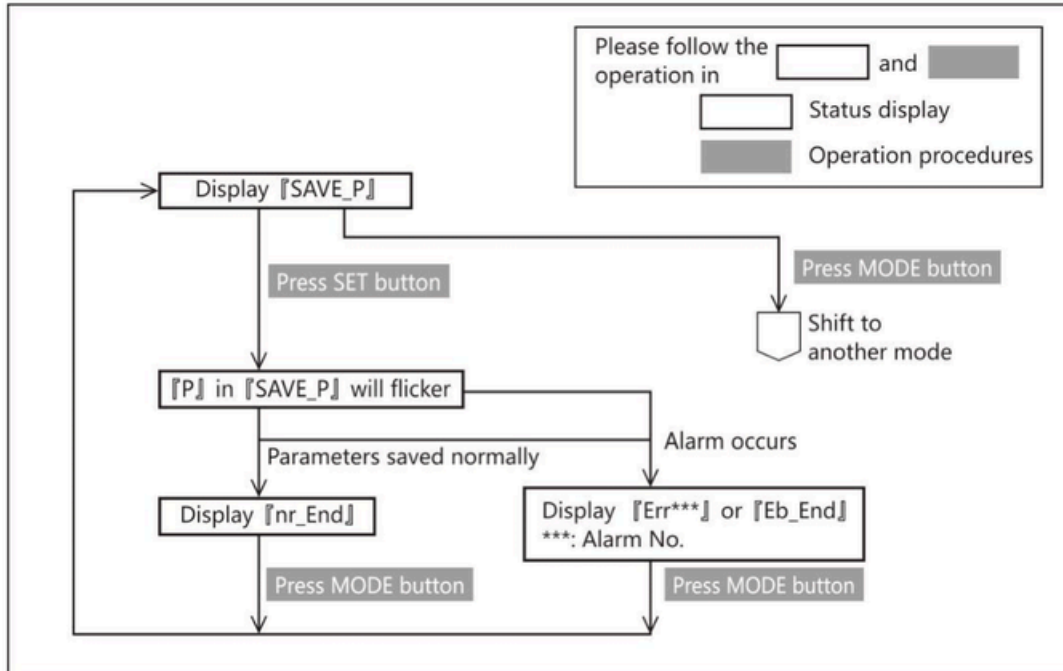 Please follow the
operation in and
Status display
Operation procedures
Display『SAVE_P』
Press SET button
Press MODE button
Shift to
another mode
『P』in『SAVE_P』will flicker
Alarm occurs
Parameters saved normally
Display『nr_End』
Display 『Err***』or『Eb_End』
***: Alarm No.
Press MODE button
Press MODE button